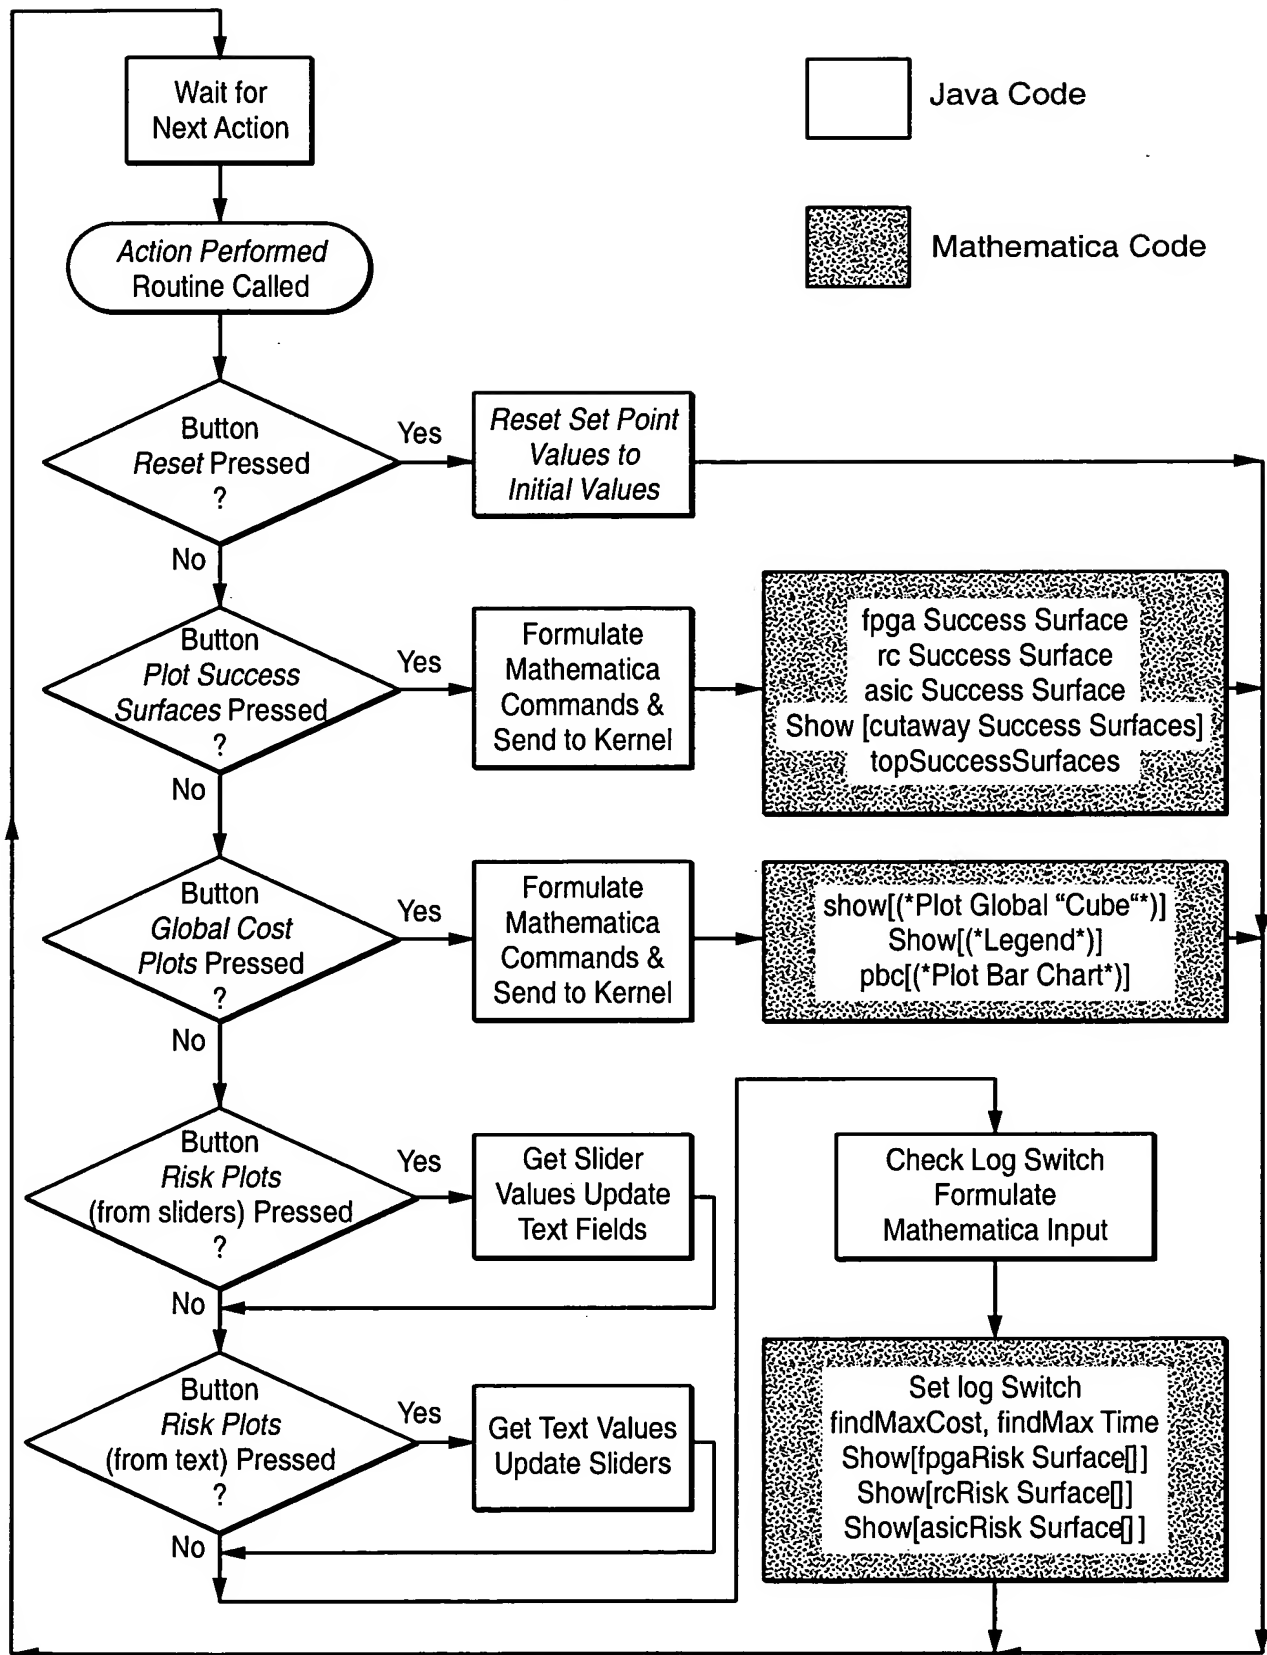 Wait for
Next Action
Java Code
Mathematica Code
Action Performed
Routine Called
Button
Reset Pressed
?
Yes
No
Reset Set Point
Values to
Initial Values
Button
Plot Success
Surfaces Pressed
?
Yes
No
Formulate
Mathematica
Commands &
Send to Kernel
fpga Success Surface
rc Success Surface
asic Success Surface
Show [cutaway Success Surfaces]
topSuccessSurfaces
Button
Global Cost
Plots Pressed
?
Yes
No
Formulate
Mathematica
Commands &
Send to Kernel
show[(*Plot Global “Cube“*)]
Show[(*Legend*)]
pbc[(*Plot Bar Chart*)]
Button
Risk Plots
(from sliders) Pressed
?
Yes
No
Get Slider
Values Update
Text Fields
Button
Risk Plots
(from text) Pressed
?
Yes
No
Get Text Values
Update Sliders
Check Log Switch
Formulate
Mathematica Input
Set log Switch
findMaxCost, findMax Time
Show[fpgaRisk Surface[]]
Show[rcRisk Surface[]]
Show[asicRisk Surface[] ]